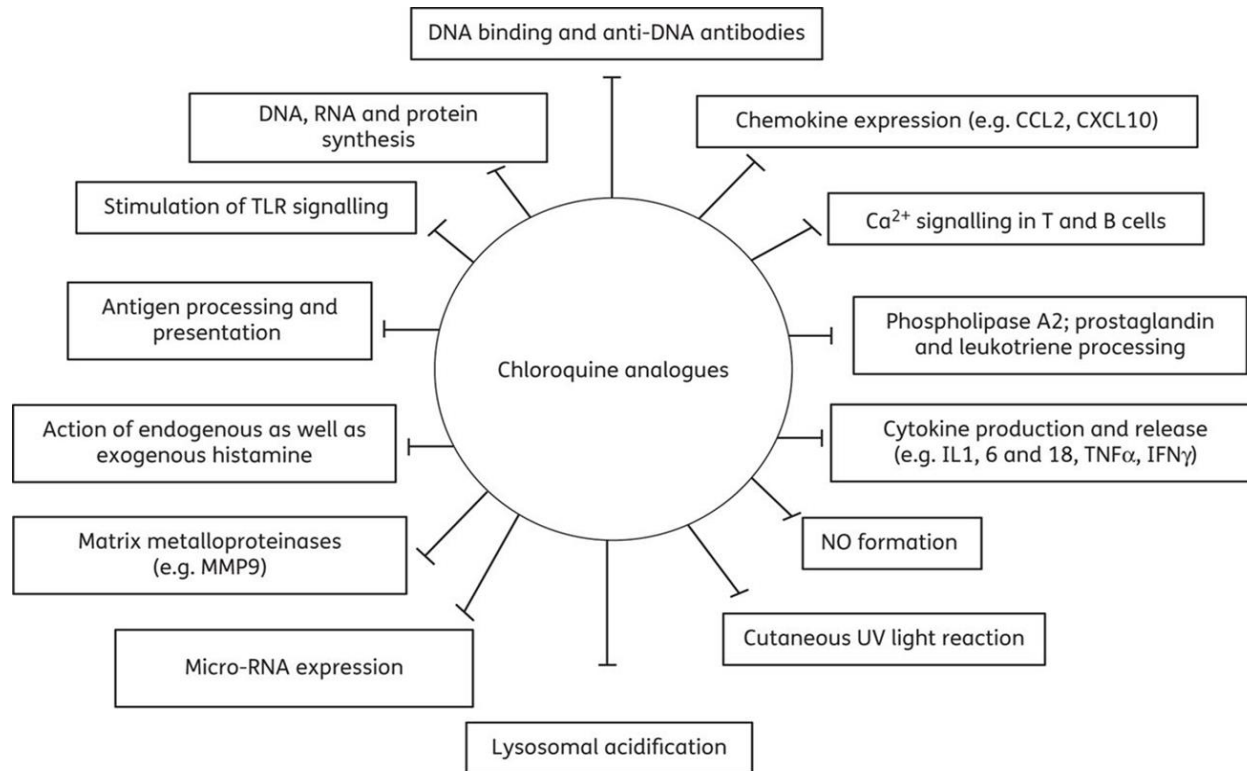 DNA binding and anti-DNA antibodies
DNA, RNA and protein
synthesis
Chemokine expression (e.g. CCL2, CXCL10)
Stimulation of TLR signalling
Ca²⁺ signalling in T and B cells
Antigen processing and
presentation
Phospholipase A2; prostaglandin
and leukotriene processing
Chloroquine analogues
Action of endogenous as well as
exogenous histamine
Cytokine production and release
(e.g. IL1, 6 and 18, TNFα, IFNγ)
Matrix metalloproteinases
(e.g. MMP9)
NO formation
Cutaneous UV light reaction
Micro-RNA expression
Lysosomal acidification